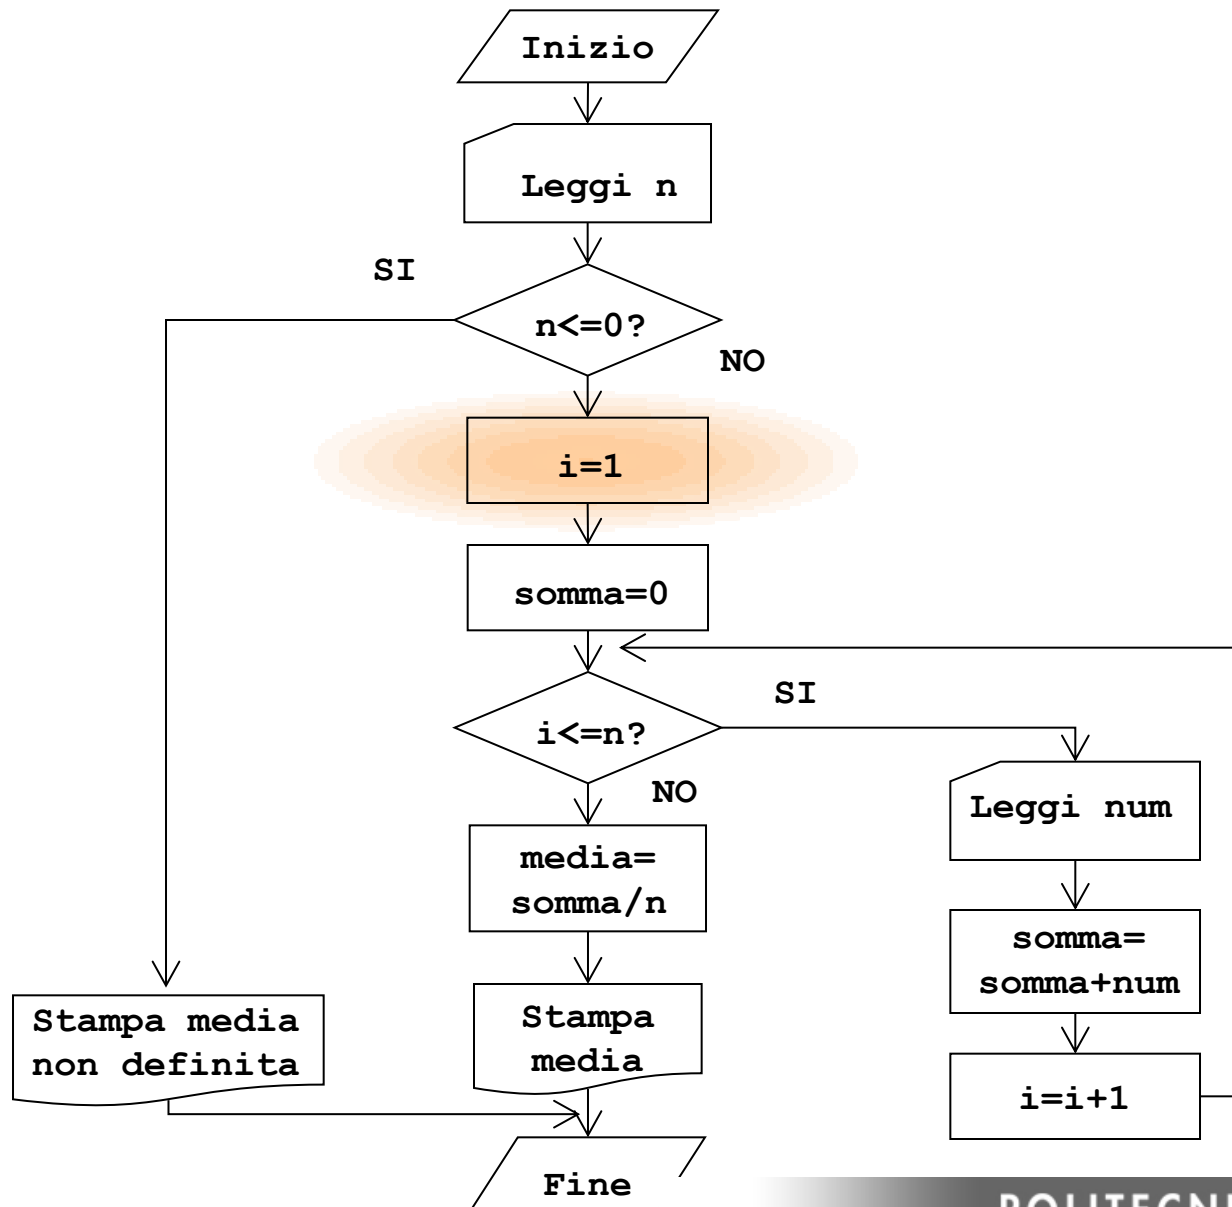 Inizio
Leggi n
SI
n<=0?
NO
i=1
somma=0
SI
i<=n?
NO
Leggi num
media=
somma/n
somma=
somma+num
Stampa media
non definita
Stampa
media
i=i+1
Fine